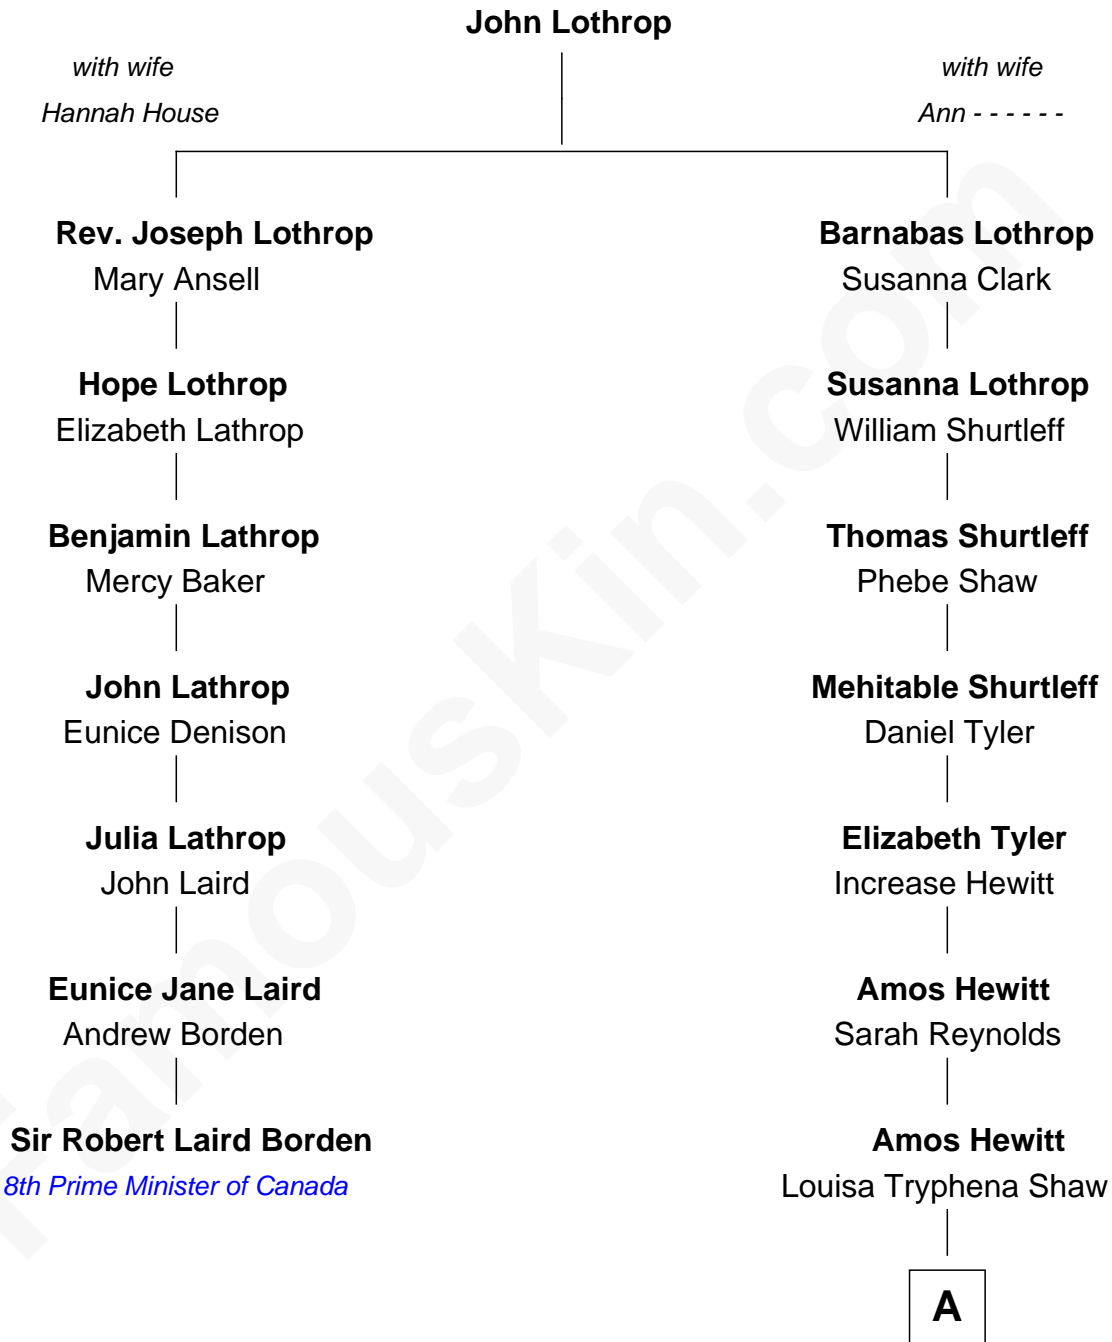 John Lothrop
with wife
Hannah House
with wife
Ann - - - - - -
Rev. Joseph Lothrop
Mary Ansell
Barnabas Lothrop
Susanna Clark
Hope Lothrop
Elizabeth Lathrop
Susanna Lothrop
William Shurtleff
Benjamin Lathrop
Mercy Baker
Thomas Shurtleff
Phebe Shaw
John Lathrop
Eunice Denison
Mehitable Shurtleff
Daniel Tyler
Julia Lathrop
John Laird
Elizabeth Tyler
Increase Hewitt
Eunice Jane Laird
Andrew Borden
Amos Hewitt
Sarah Reynolds
Sir Robert Laird Borden
8th Prime Minister of Canada
Amos Hewitt
Louisa Tryphena Shaw
A
FamousKin.com